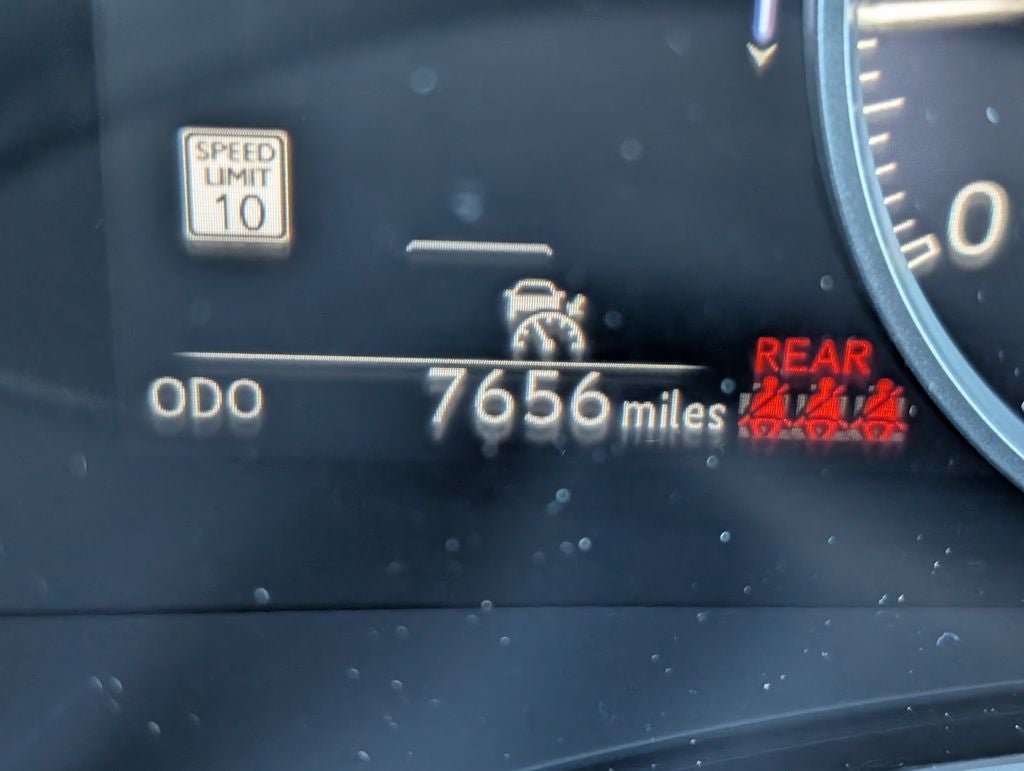 SPEED
LIMIT
10
0
REAR
ODO 7656 miles